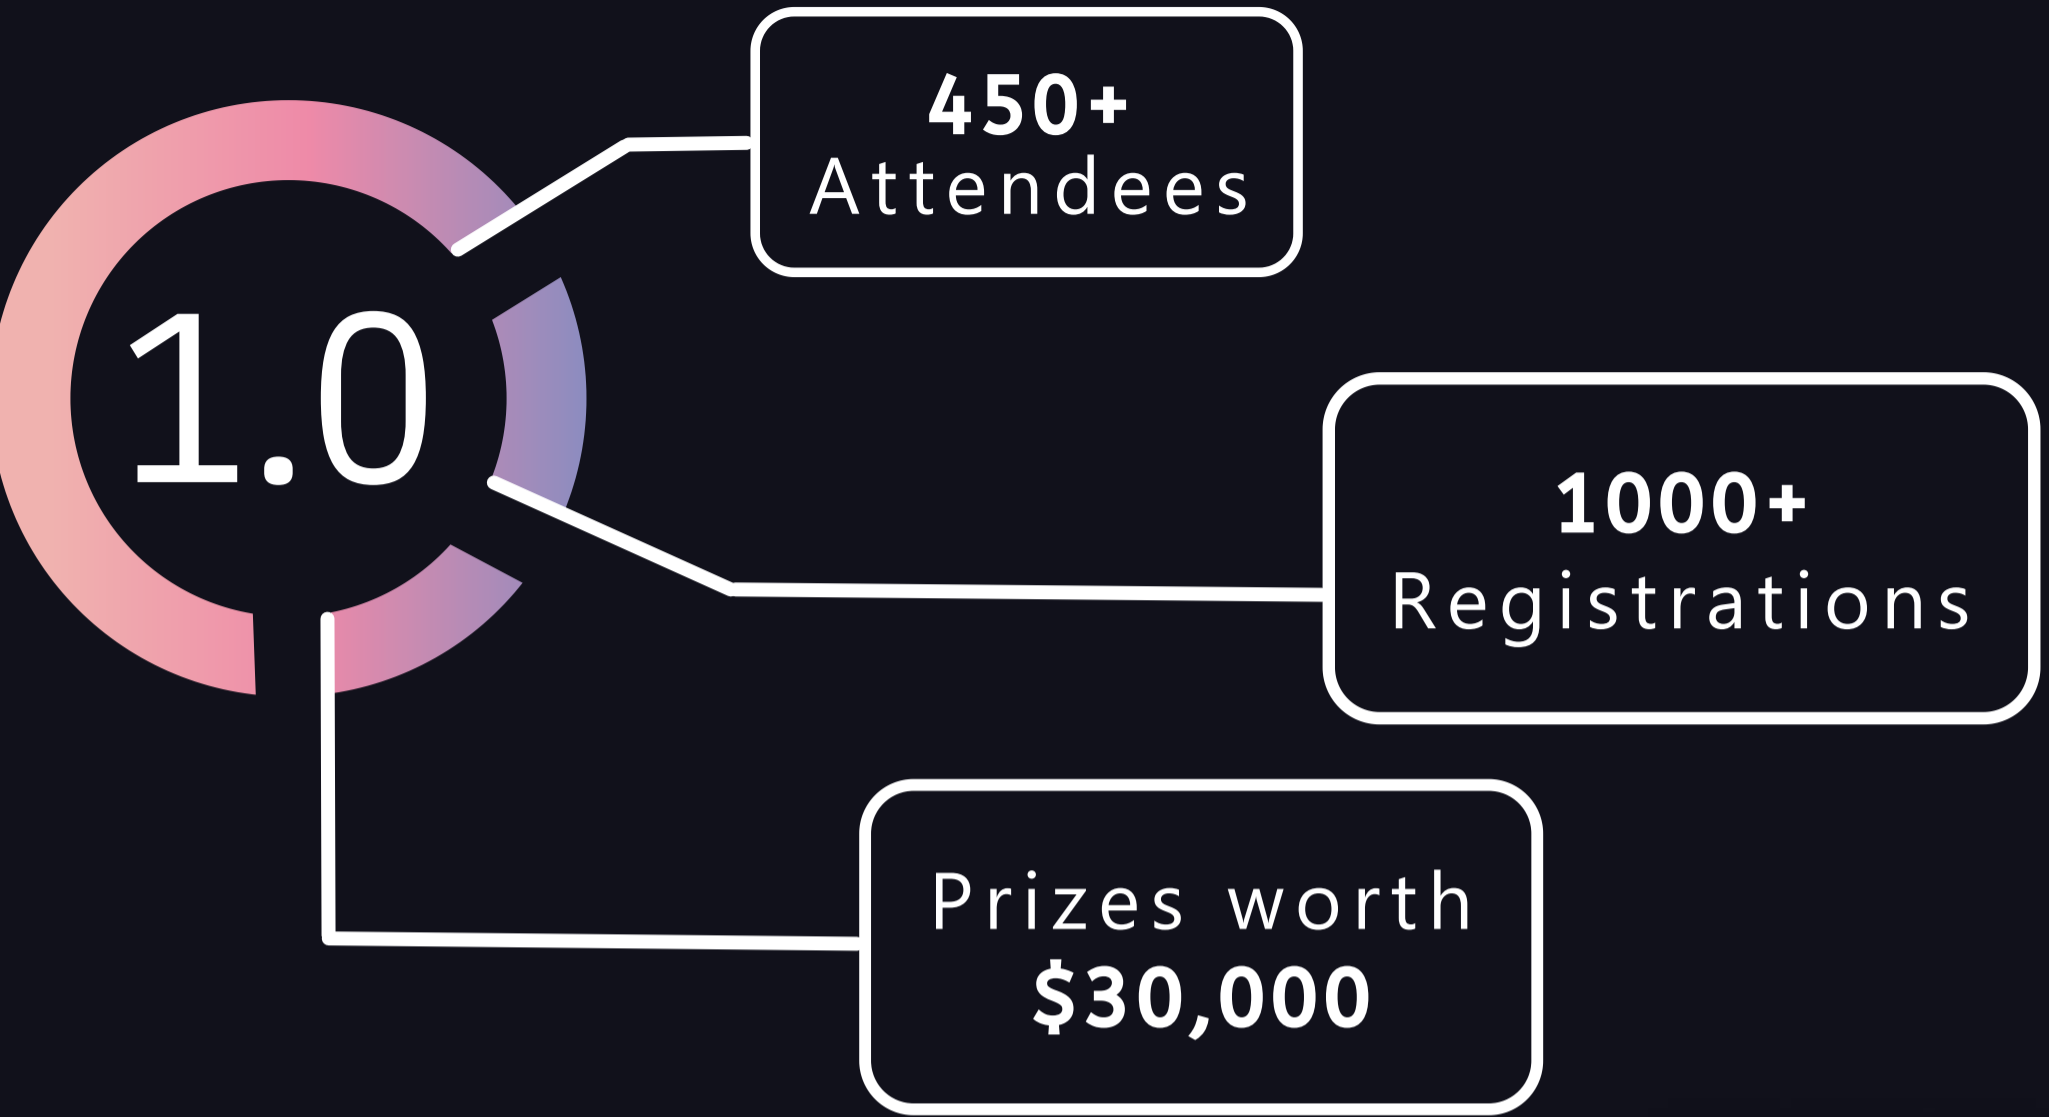 450+
Attendees
1.0
1000+
Registrations
Prizes worth
$30,000